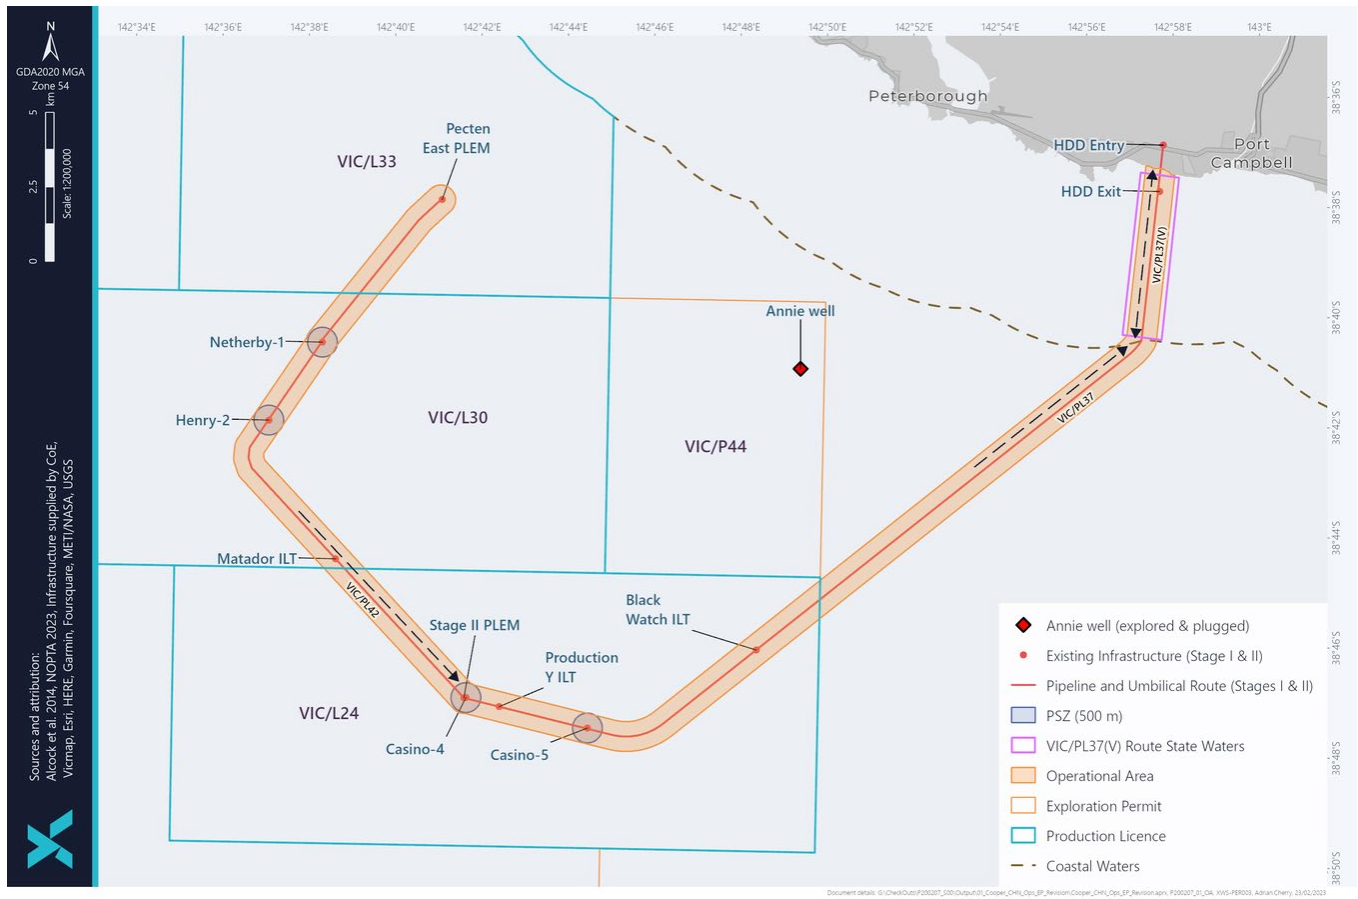 142°34'E 142°36'E 142°38'E 142°40'E 142°42'E 142°44'E 142°46'E 142°48'E 142°50'E 142°52'E 142°54'E 142°56'E 142°58'E 143°E
N
GDA2020 MGA
Zone 54
0 2.5 5 km
Scale: 1:200,000
Sources and attribution:
Alcock et al. 2014, NOPTA 2023, Infrastructure supplied by CoE,
Vicmap, Esri, HERE, Garmin, Foursquare, METI/NASA, USGS
38°36'S
38°38'S
38°40'S
38°42'S
38°44'S
38°46'S
38°48'S
38°50'S
Peterborough
Port
Campbell
HDD Entry
HDD Exit
VIC/PL37(V)
Pecten
East PLEM
VIC/L33
Annie well
Netherby-1
Henry-2
VIC/L30
VIC/P44
VIC/PL37
Matador ILT
VIC/PL42
Black
Watch ILT
Stage II PLEM
Production
Y ILT
VIC/L24
Casino-4
Casino-5
Annie well (explored & plugged)
Existing Infrastructure (Stage I & II)
Pipeline and Umbilical Route (Stages I & II)
PSZ (500 m)
VIC/PL37(V) Route State Waters
Operational Area
Exploration Permit
Production Licence
Coastal Waters